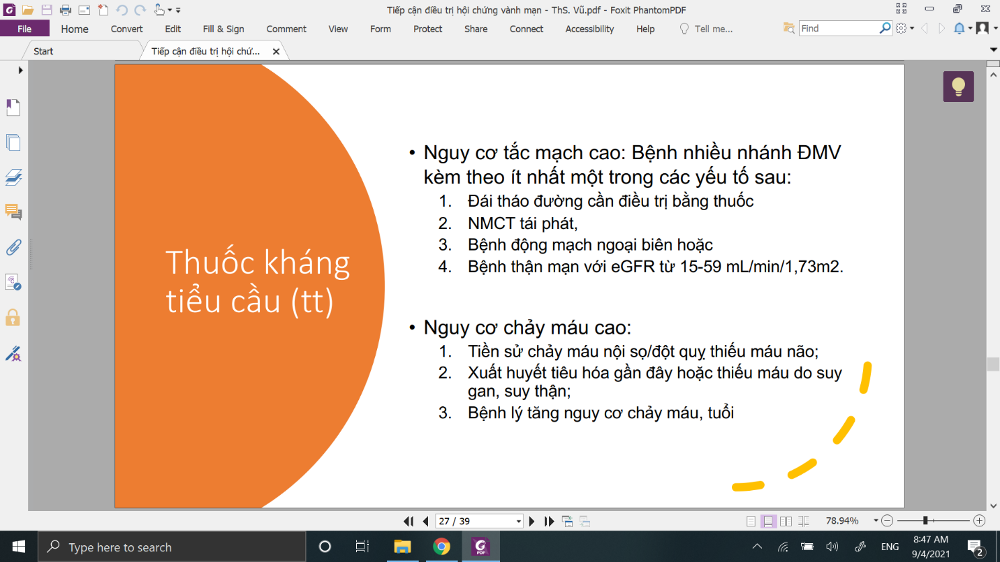 Tiếp cận điều trị hội chứng vành mạn - ThS. Vũ.pdf - Foxit PhantomPDF
File Home Convert Edit Fill & Sign Comment View Form Protect Share Connect Accessibility Help Tell me... Find
Start Tiếp cận điều trị hội chứ...
Thuốc kháng
tiểu cầu (tt)
• Nguy cơ tắc mạch cao: Bệnh nhiều nhánh ĐMV
kèm theo ít nhất một trong các yếu tố sau:
1. Đái tháo đường cần điều trị bằng thuốc
2. NMCT tái phát,
3. Bệnh động mạch ngoại biên hoặc
4. Bệnh thận mạn với eGFR từ 15-59 mL/min/1,73m2.
• Nguy cơ chảy máu cao:
1. Tiền sử chảy máu nội sọ/đột quỵ thiếu máu não;
2. Xuất huyết tiêu hóa gần đây hoặc thiếu máu do suy
gan, suy thận;
3. Bệnh lý tăng nguy cơ chảy máu, tuổi
27 / 39 78.94%
Type here to search
PDF
ENG
8:47 AM
9/4/2021
2